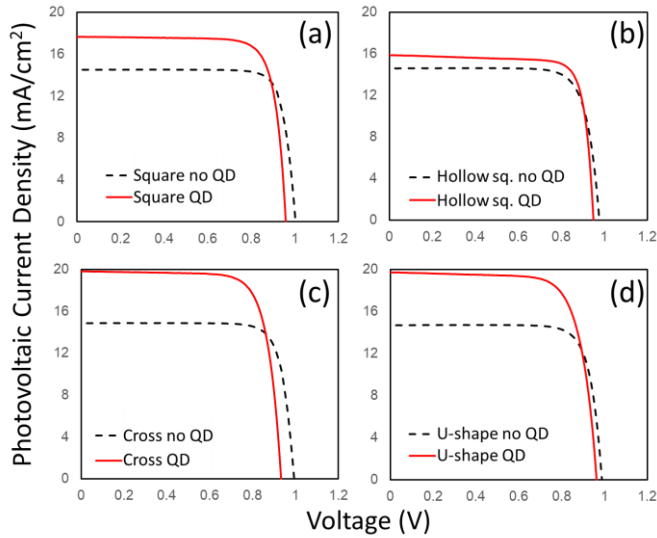 Photovoltaic Current Density (mA/cm²)
20
16
12
8
4
0
(a)
Square no QD
Square QD
0 0.2 0.4 0.6 0.8 1 1.2
20
16
12
8
4
0
(b)
Hollow sq. no QD
Hollow sq. QD
0 0.2 0.4 0.6 0.8 1 1.2
20
16
12
8
4
0
(c)
Cross no QD
Cross QD
0 0.2 0.4 0.6 0.8 1 1.2
20
16
12
8
4
0
(d)
U-shape no QD
U-shape QD
0 0.2 0.4 0.6 0.8 1 1.2
Voltage (V)